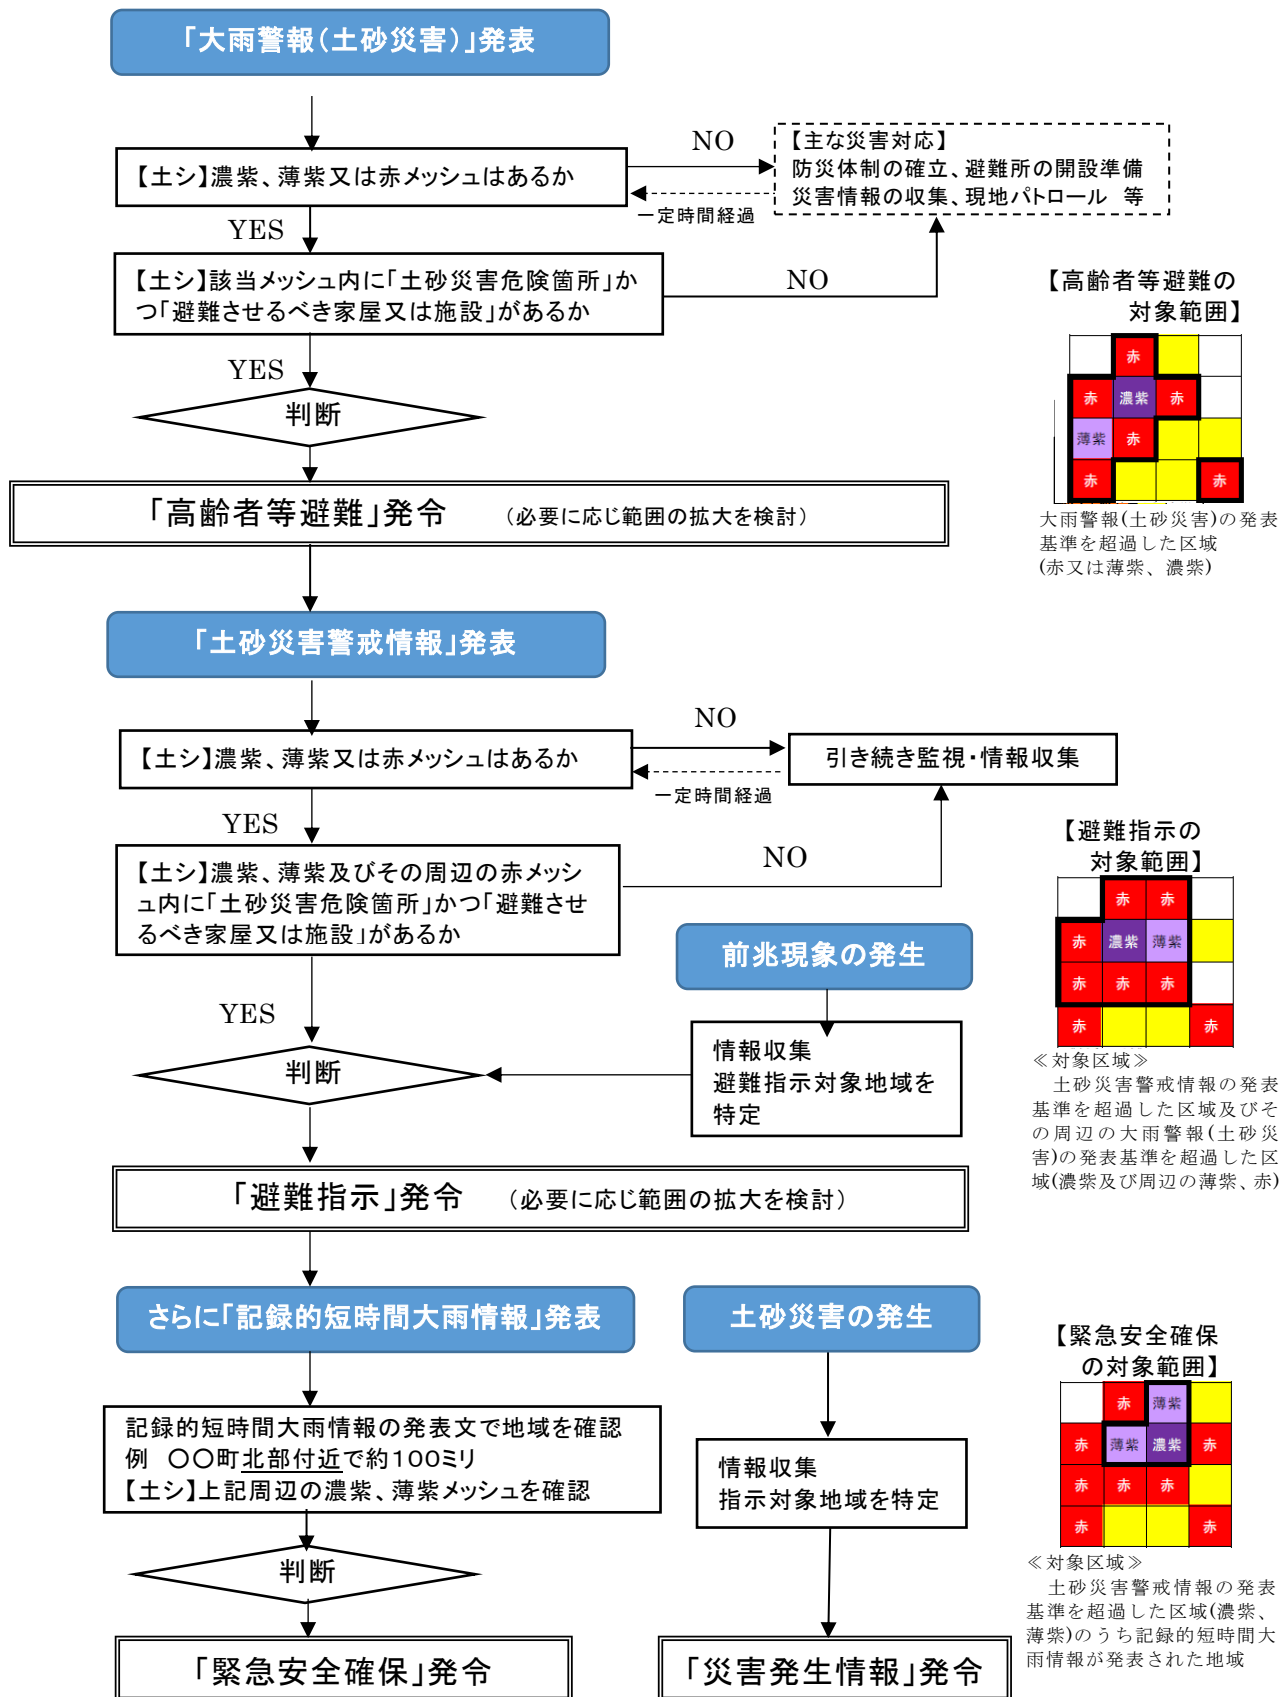 「大雨警報(土砂災害)」発表
【土シ】濃紫、薄紫又は赤メッシュはあるか
NO
【主な災害対応】
防災体制の確立、避難所の開設準備
災害情報の収集、現地パトロール 等
一定時間経過
YES
【土シ】該当メッシュ内に「土砂災害危険箇所」か
つ「避難させるべき家屋又は施設」があるか
NO
YES
判断
「高齢者等避難」発令 (必要に応じ範囲の拡大を検討)
【高齢者等避難の
対象範囲】
赤
赤 濃紫 赤
薄紫 赤
赤 赤
大雨警報(土砂災害)の発表
基準を超過した区域
(赤又は薄紫、濃紫)
「土砂災害警戒情報」発表
【土シ】濃紫、薄紫又は赤メッシュはあるか
NO
引き続き監視・情報収集
一定時間経過
YES
【土シ】濃紫、薄紫及びその周辺の赤メッシ
ュ内に「土砂災害危険箇所」かつ「避難させ
るべき家屋又は施設」があるか
NO
前兆現象の発生
情報収集
避難指示対象地域を
特定
YES
判断
「避難指示」発令 (必要に応じ範囲の拡大を検討)
【避難指示の
対象範囲】
赤 赤
赤 濃紫 薄紫
赤 赤 赤
赤 赤
≪対象区域≫
土砂災害警戒情報の発表
基準を超過した区域及びそ
の周辺の大雨警報(土砂災
害)の発表基準を超過した区
域(濃紫及び周辺の薄紫、赤)
さらに「記録的短時間大雨情報」発表
記録的短時間大雨情報の発表文で地域を確認
例 〇〇町北部付近で約100ミリ
【土シ】上記周辺の濃紫、薄紫メッシュを確認
判断
「緊急安全確保」発令
土砂災害の発生
情報収集
指示対象地域を特定
「災害発生情報」発令
【緊急安全確保
の対象範囲】
赤 薄紫
赤 薄紫 濃紫 赤
赤 赤 赤
赤 赤
≪対象区域≫
土砂災害警戒情報の発表
基準を超過した区域(濃紫、
薄紫)のうち記録的短時間大
雨情報が発表された地域